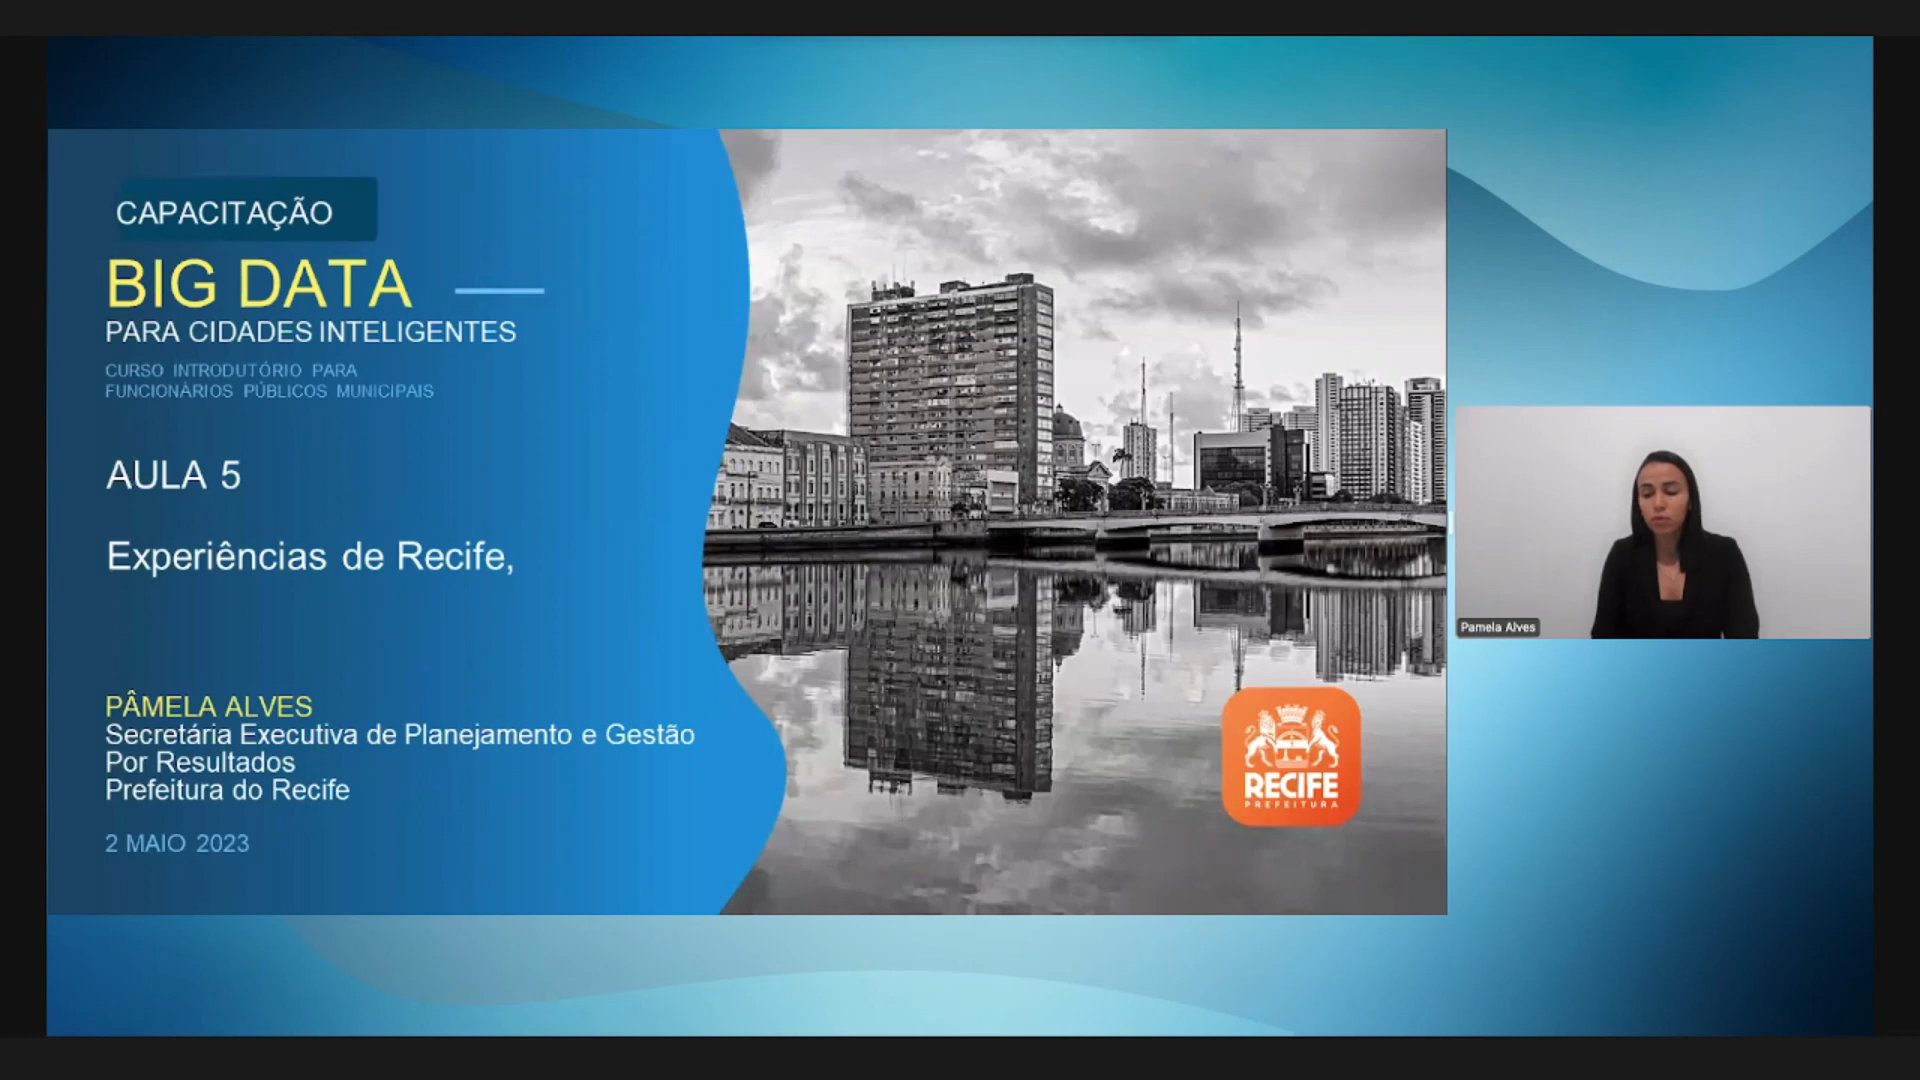 CAPACITAÇÃO
BIG DATA
PARA CIDADES INTELIGENTES
CURSO INTRODUTÓRIO PARA
FUNCIONÁRIOS PÚBLICOS MUNICIPAIS
AULA 5
Experiências de Recife,
PÂMELA ALVES
Secretária Executiva de Planejamento e Gestão
Por Resultados
Prefeitura do Recife
2 MAIO 2023
RECIFE
PREFEITURA
Pamela Alves